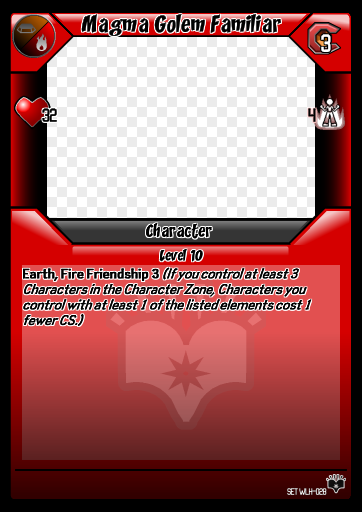 Magma Golem Familiar
3
32
4
Character
Level 10
Earth, Fire Friendship 3 (If you control at least 3
Characters in the Character Zone, Characters you
control with at least 1 of the listed elements cost 1
fewer CS.)
SET WLH-028